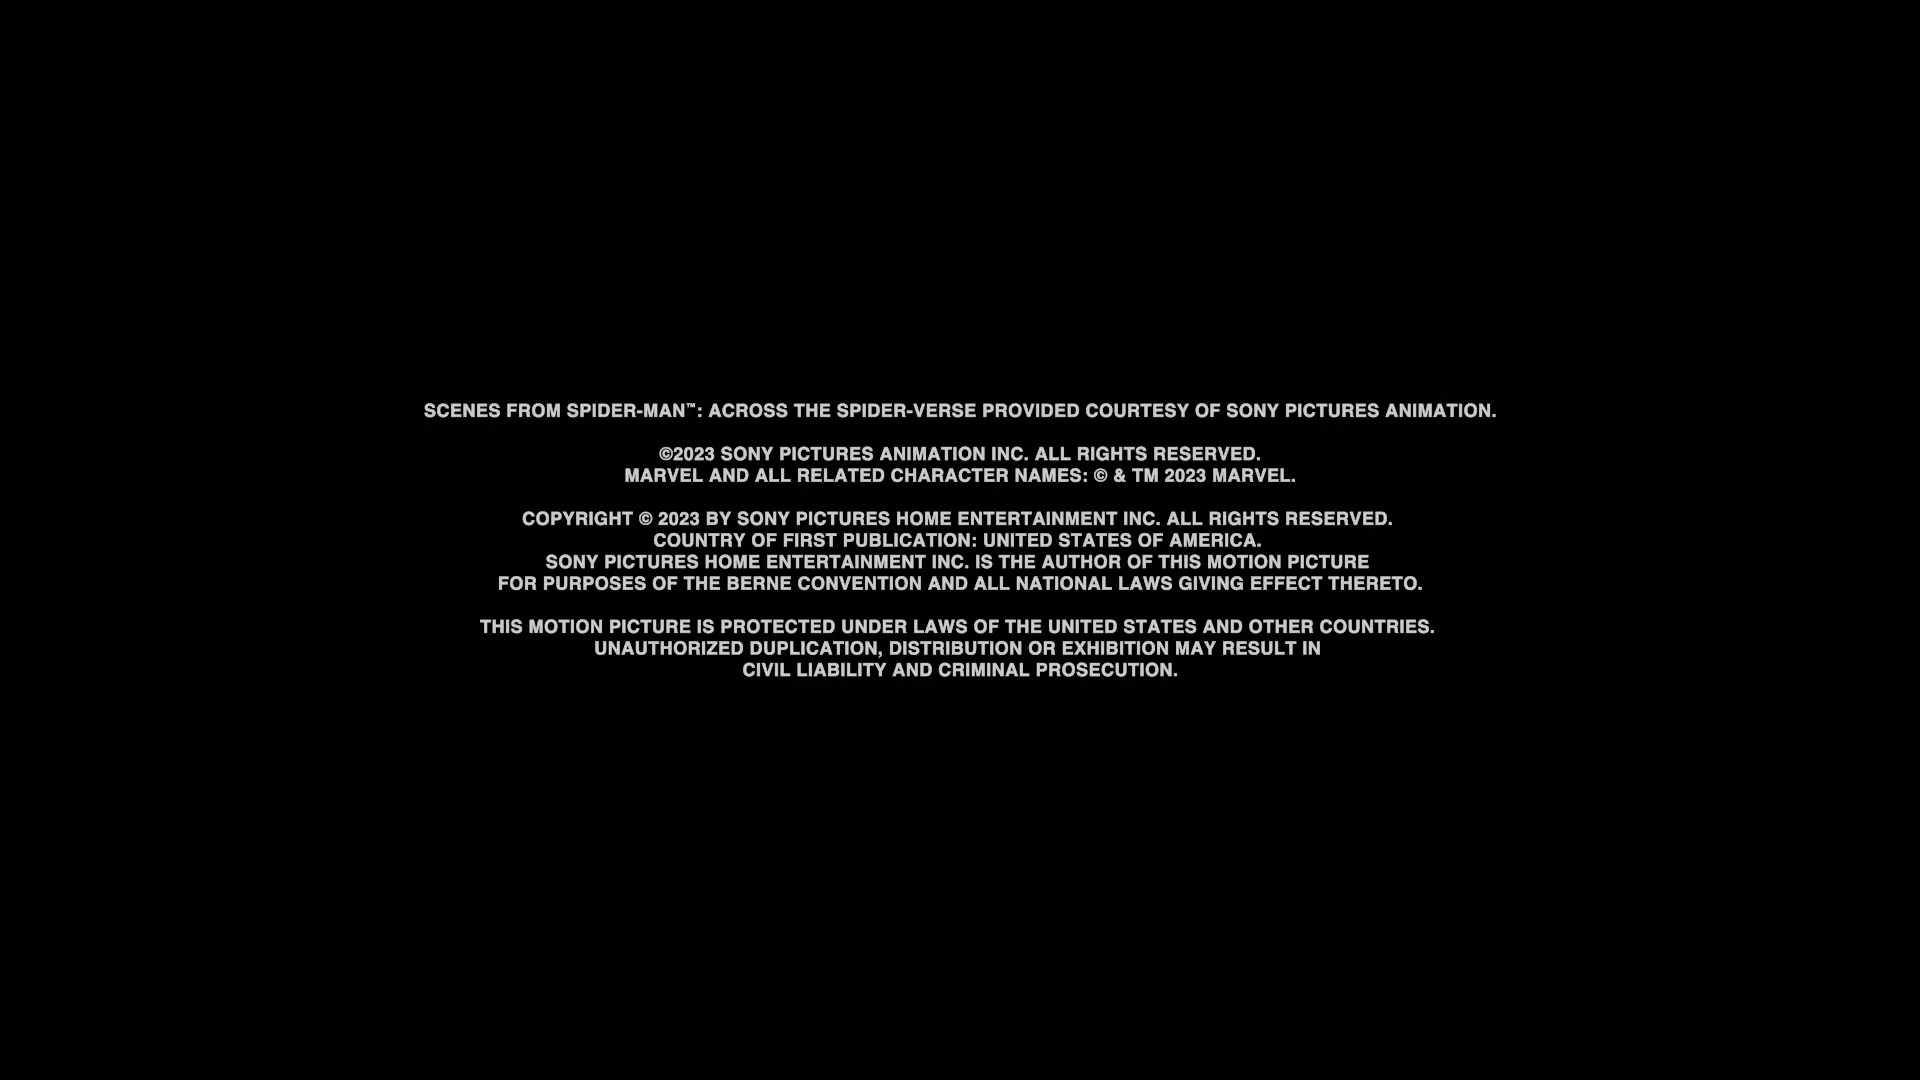 SCENES FROM SPIDER-MAN™: ACROSS THE SPIDER-VERSE PROVIDED COURTESY OF SONY PICTURES ANIMATION.
©2023 SONY PICTURES ANIMATION INC. ALL RIGHTS RESERVED.
MARVEL AND ALL RELATED CHARACTER NAMES: © & TM 2023 MARVEL.
COPYRIGHT © 2023 BY SONY PICTURES HOME ENTERTAINMENT INC. ALL RIGHTS RESERVED.
COUNTRY OF FIRST PUBLICATION: UNITED STATES OF AMERICA.
SONY PICTURES HOME ENTERTAINMENT INC. IS THE AUTHOR OF THIS MOTION PICTURE
FOR PURPOSES OF THE BERNE CONVENTION AND ALL NATIONAL LAWS GIVING EFFECT THERETO.
THIS MOTION PICTURE IS PROTECTED UNDER LAWS OF THE UNITED STATES AND OTHER COUNTRIES.
UNAUTHORIZED DUPLICATION, DISTRIBUTION OR EXHIBITION MAY RESULT IN
CIVIL LIABILITY AND CRIMINAL PROSECUTION.